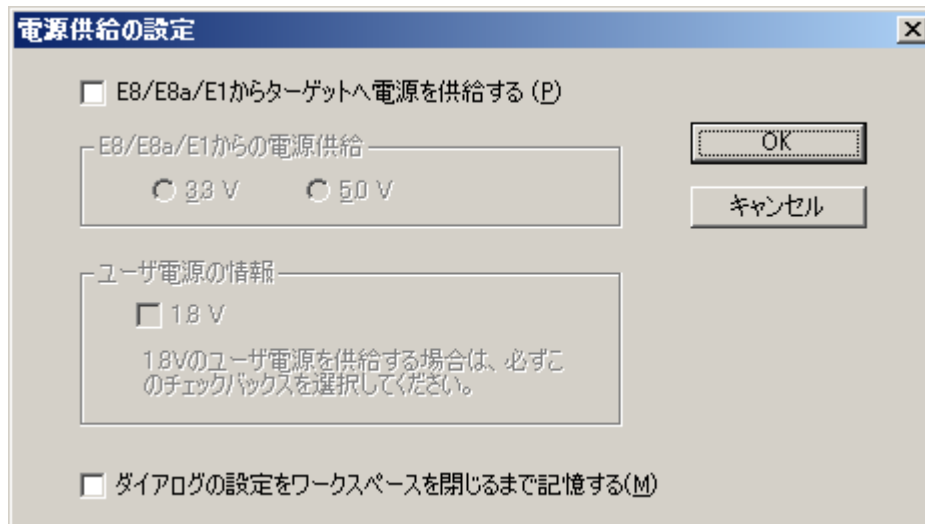 電源供給の設定
E8/E8a/E1からターゲットへ電源を供給する (P)
E8/E8a/E1からの電源供給
3.3 V
5.0 V
OK
キャンセル
ユーザ電源の情報
1.8 V
1.8Vのユーザ電源を供給する場合は、必ずこ
のチェックバックスを選択してください。
ダイアログの設定をワークスペースを閉じるまで記憶する(M)